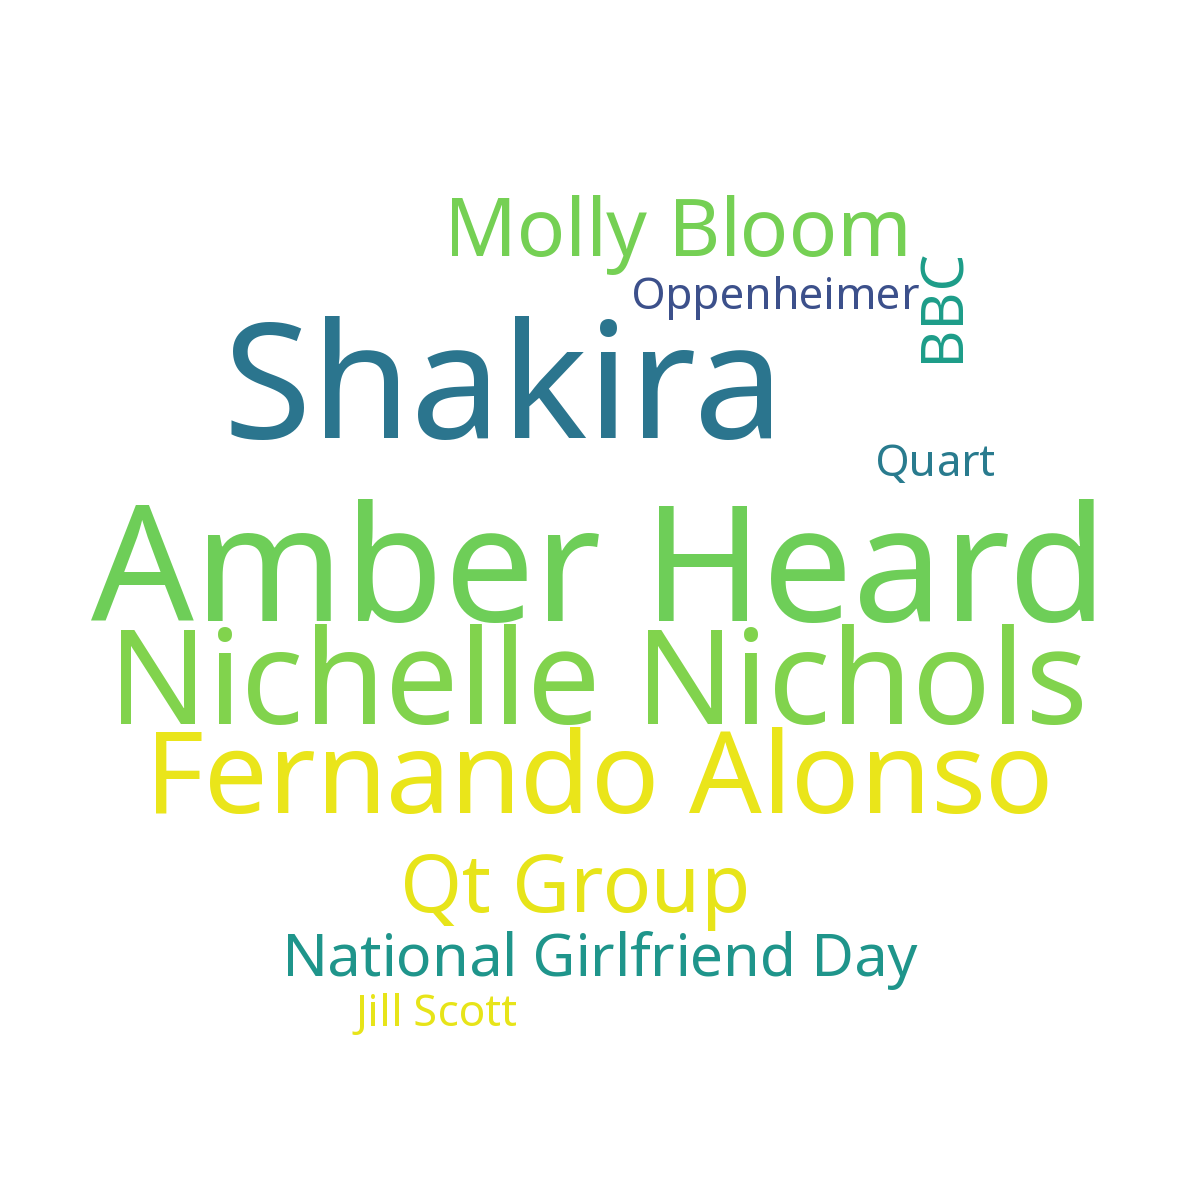 Molly Bloom
Oppenheimer
BBC
Shakira
Quart
Amber Heard
Nichelle Nichols
Fernando Alonso
Qt Group
National Girlfriend Day
Jill Scott